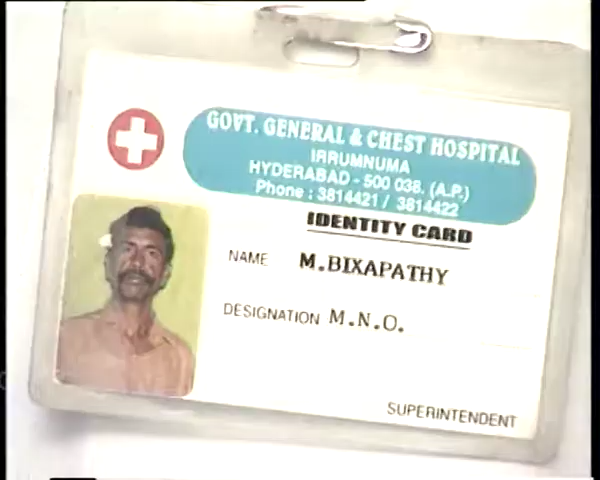 GOVT. GENERAL & CHEST HOSPITAL
IRRUMNUMA
HYDERABAD - 500 038. (A.P.)
Phone : 3814421 / 3814422
IDENTITY CARD
NAME M.BIXAPATHY
DESIGNATION M.N.O.
SUPERINTENDENT